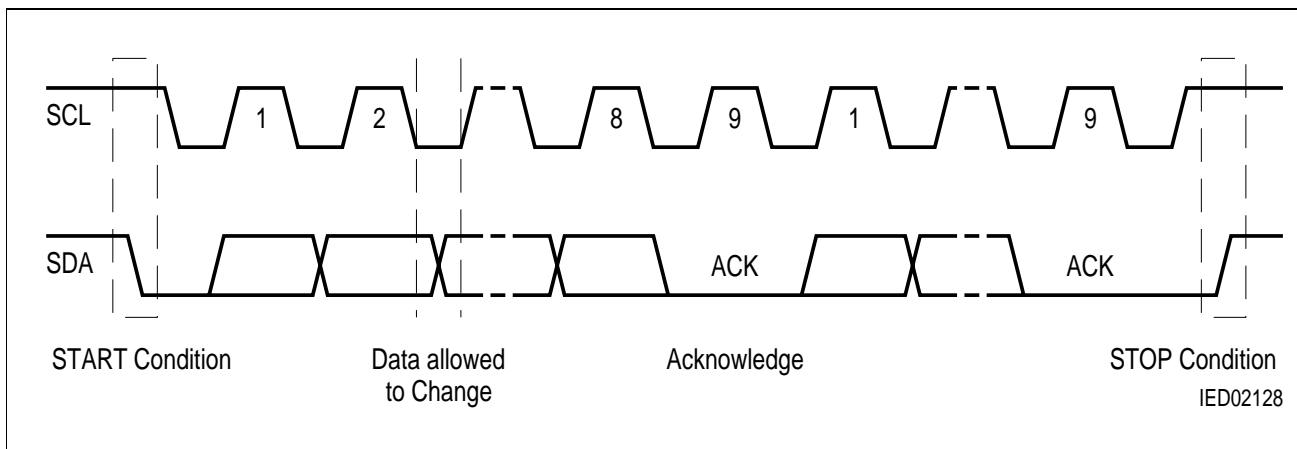 SCL 1 2 8 9 1 9
SDA ACK ACK
START Condition Data allowed Acknowledge STOP Condition
to Change
IED02128